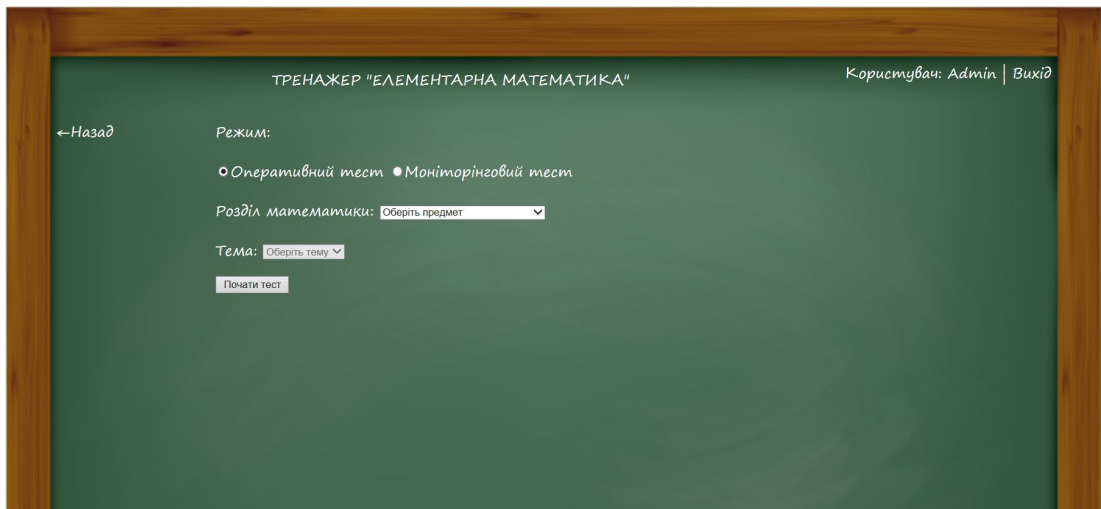 ТРЕНАЖЕР "ЕЛЕМЕНТАРНА МАТЕМАТИКА"
Користувач: Admin | Вихід
←Назад
Режим:
Оперативний тест Моніторінговий тест
Розділ математики: Оберіть предмет
Тема: Оберіть тему
Почати тест